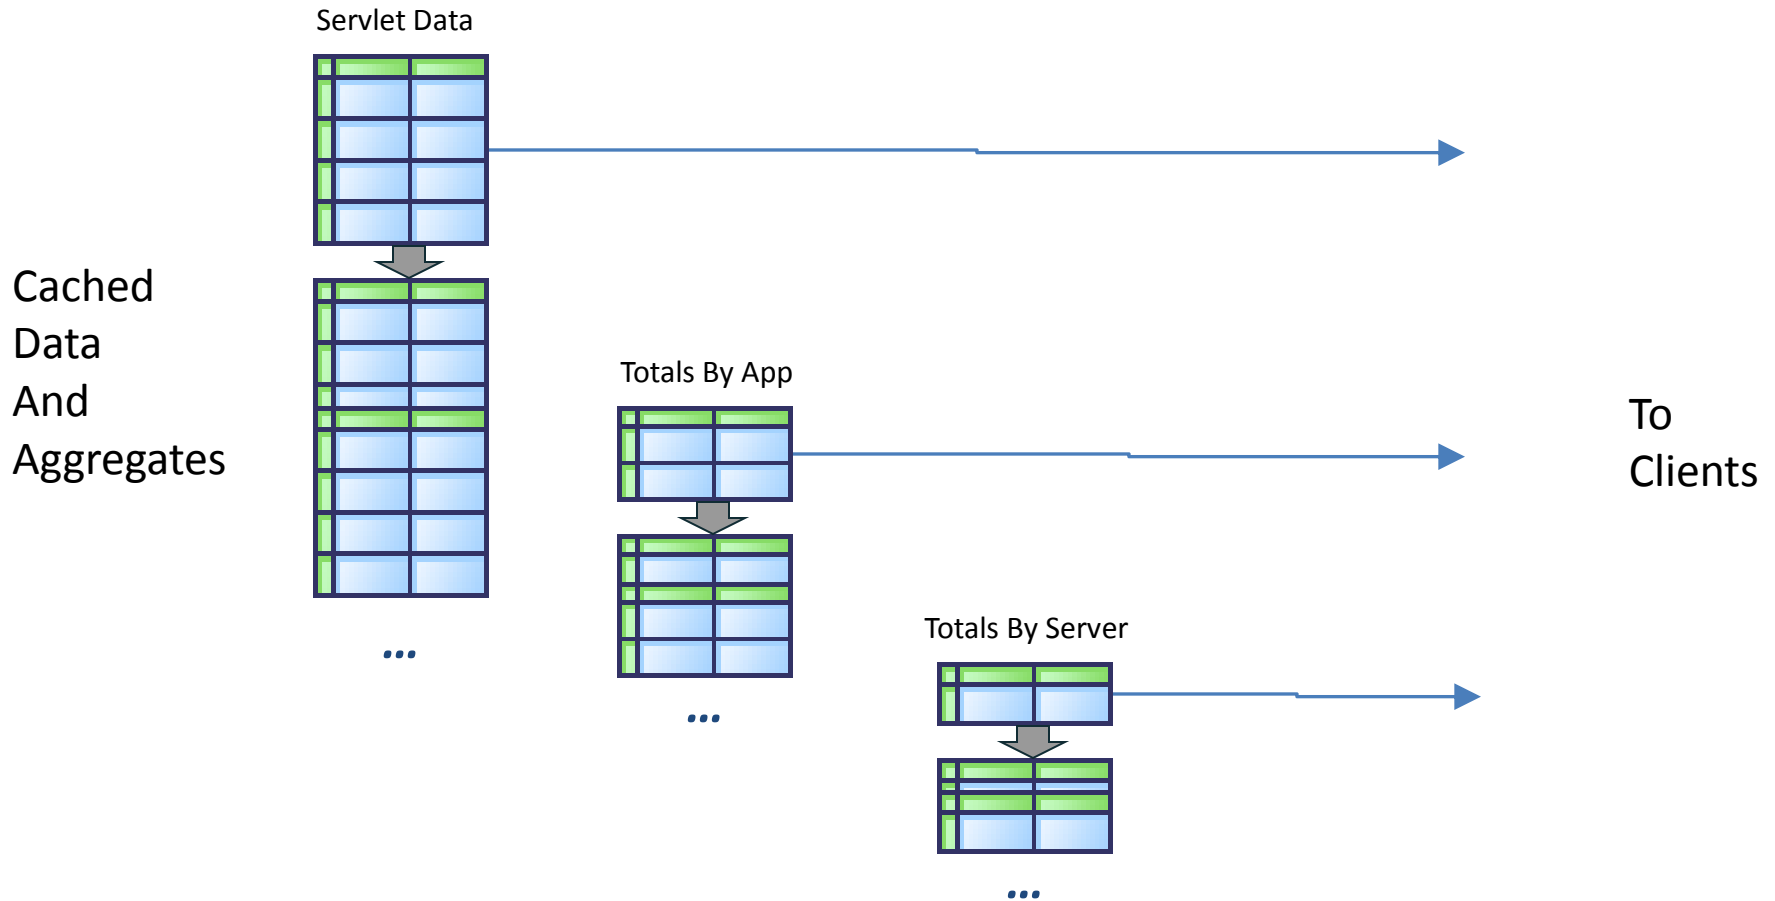 Servlet Data
Cached
Data
And
Aggregates
Totals By App
To
Clients
...
Totals By Server
...
...